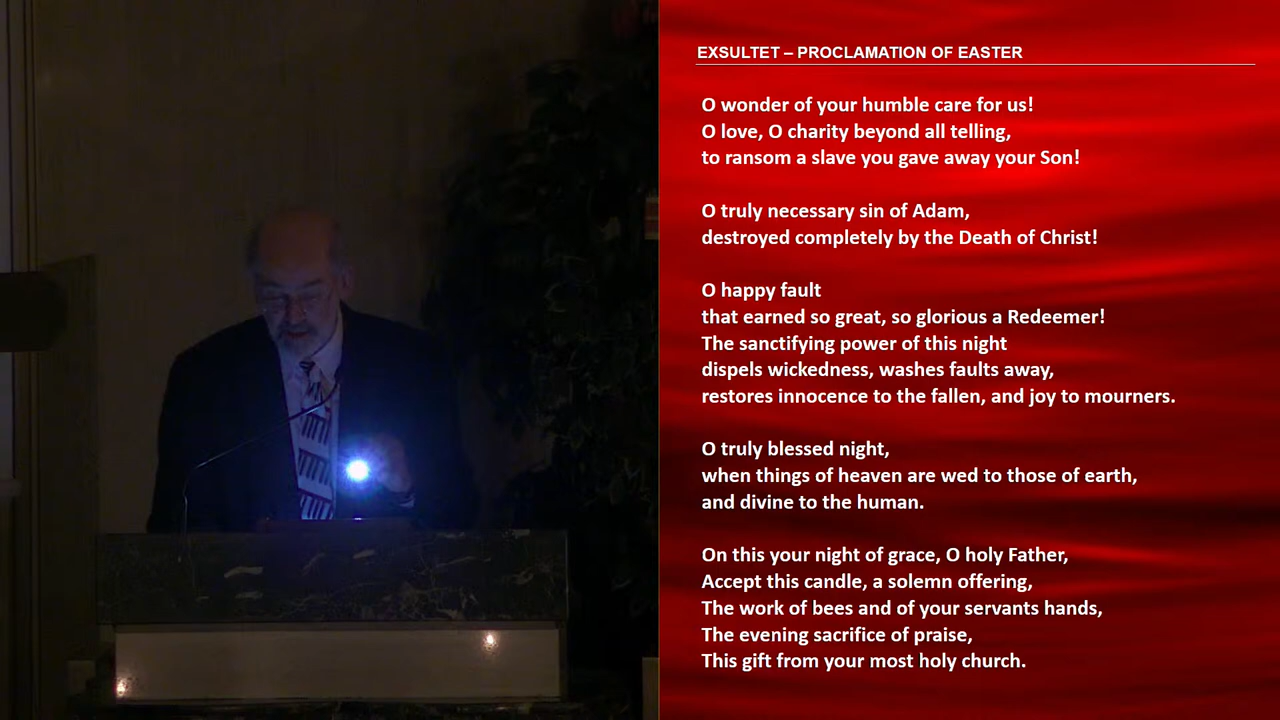 EXSULTET – PROCLAMATION OF EASTER
O wonder of your humble care for us!
O love, O charity beyond all telling,
to ransom a slave you gave away your Son!
O truly necessary sin of Adam,
destroyed completely by the Death of Christ!
O happy fault
that earned so great, so glorious a Redeemer!
The sanctifying power of this night
dispels wickedness, washes faults away,
restores innocence to the fallen, and joy to mourners.
O truly blessed night,
when things of heaven are wed to those of earth,
and divine to the human.
On this your night of grace, O holy Father,
Accept this candle, a solemn offering,
The work of bees and of your servants hands,
The evening sacrifice of praise,
This gift from your most holy church.